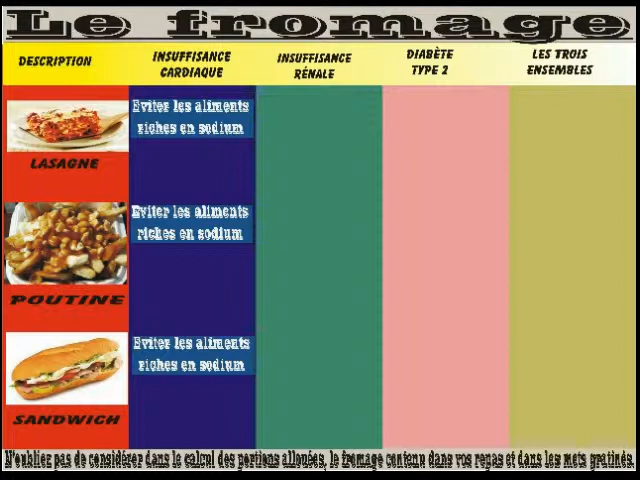 Le fromage
DESCRIPTION
INSUFFISANCE
CARDIAQUE
INSUFFISANCE
RÉNALE
DIABÈTE
TYPE 2
LES TROIS
ENSEMBLES
Eviter les aliments
riches en sodium
LASAGNE
Eviter les aliments
riches en sodium
POUTINE
Eviter les aliments
riches en sodium
SANDWICH
N'oublier pas de considérer dans le calcul des portions allouées, le fromage contenu dans vos repas et dans les mets gratinés.